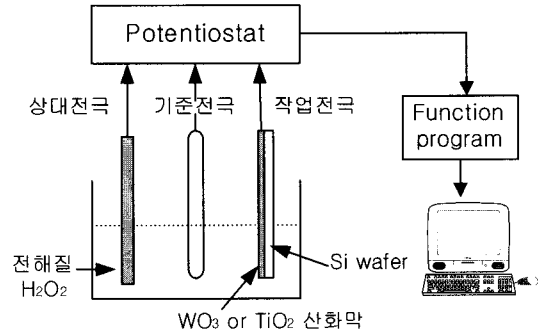 Potentiostat
상대전극
기준전극
작업전극
Function
program
전해질
H₂O₂
Si wafer
WO₃ or TiO₂ 산화막